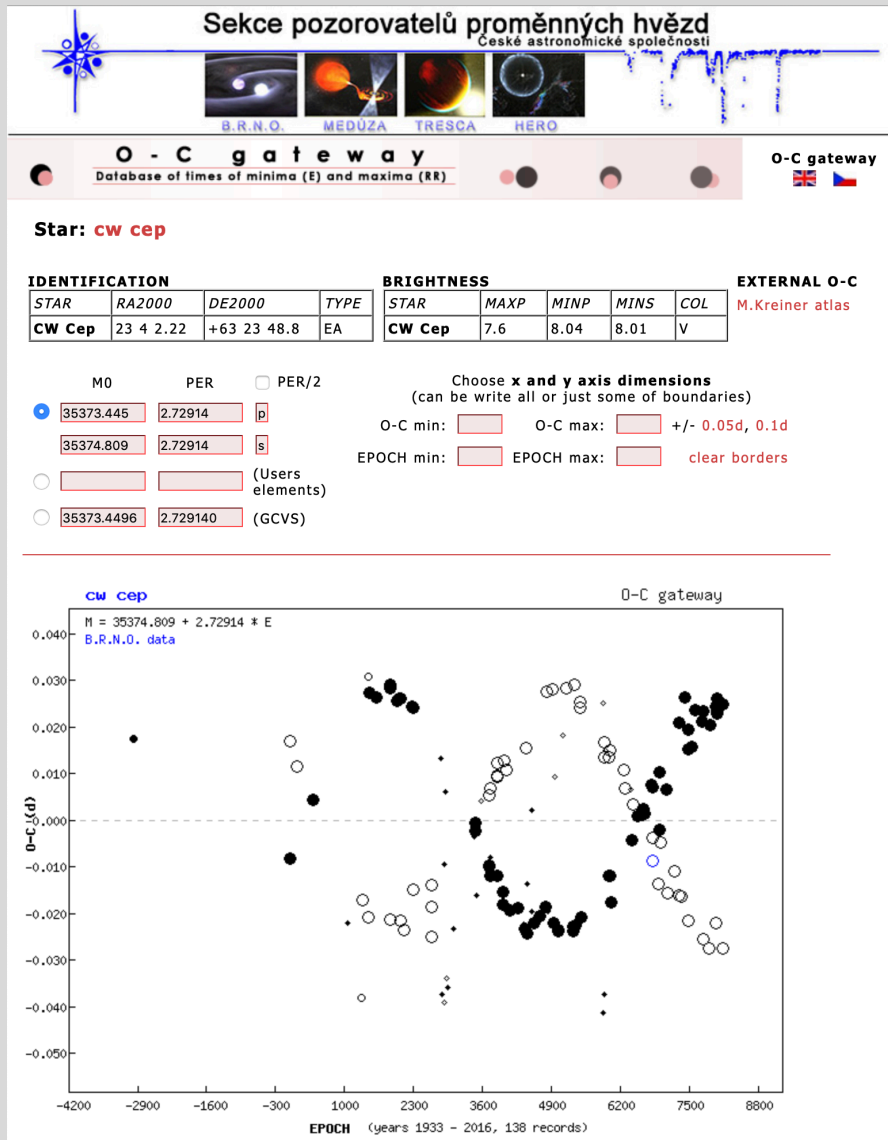 Sekce pozorovatelů proměnných hvězd
České astronomické společnosti
B.R.N.O. MEDÚZA TRESCA HERO
O - C gateway
Database of times of minima (E) and maxima (RR)
O-C gateway
Star: cw cep
IDENTIFICATION
STAR RA2000 DE2000 TYPE
CW Cep 23 4 2.22 +63 23 48.8 EA
BRIGHTNESS
STAR MAXP MINP MINS COL
CW Cep 7.6 8.04 8.01 V
EXTERNAL O-C
M.Kreiner atlas
M0 PER PER/2
35373.445 2.72914 p
35374.809 2.72914 s
(Users
elements)
35373.4496 2.729140 (GCVS)
Choose x and y axis dimensions
(can be write all or just some of boundaries)
O-C min: O-C max: +/- 0.05d, 0.1d
EPOCH min: EPOCH max: clear borders
cw cep O-C gateway
M = 35374.809 + 2.72914 * E
B.R.N.O. data
0.040
0.030
0.020
0.010
-0.000
-0.010
-0.020
-0.030
-0.040
-0.050
O-C (d)
-4200 -2900 -1600 -300 1000 2300 3600 4900 6200 7500 8800
EPOCH (years 1933 - 2016, 138 records)